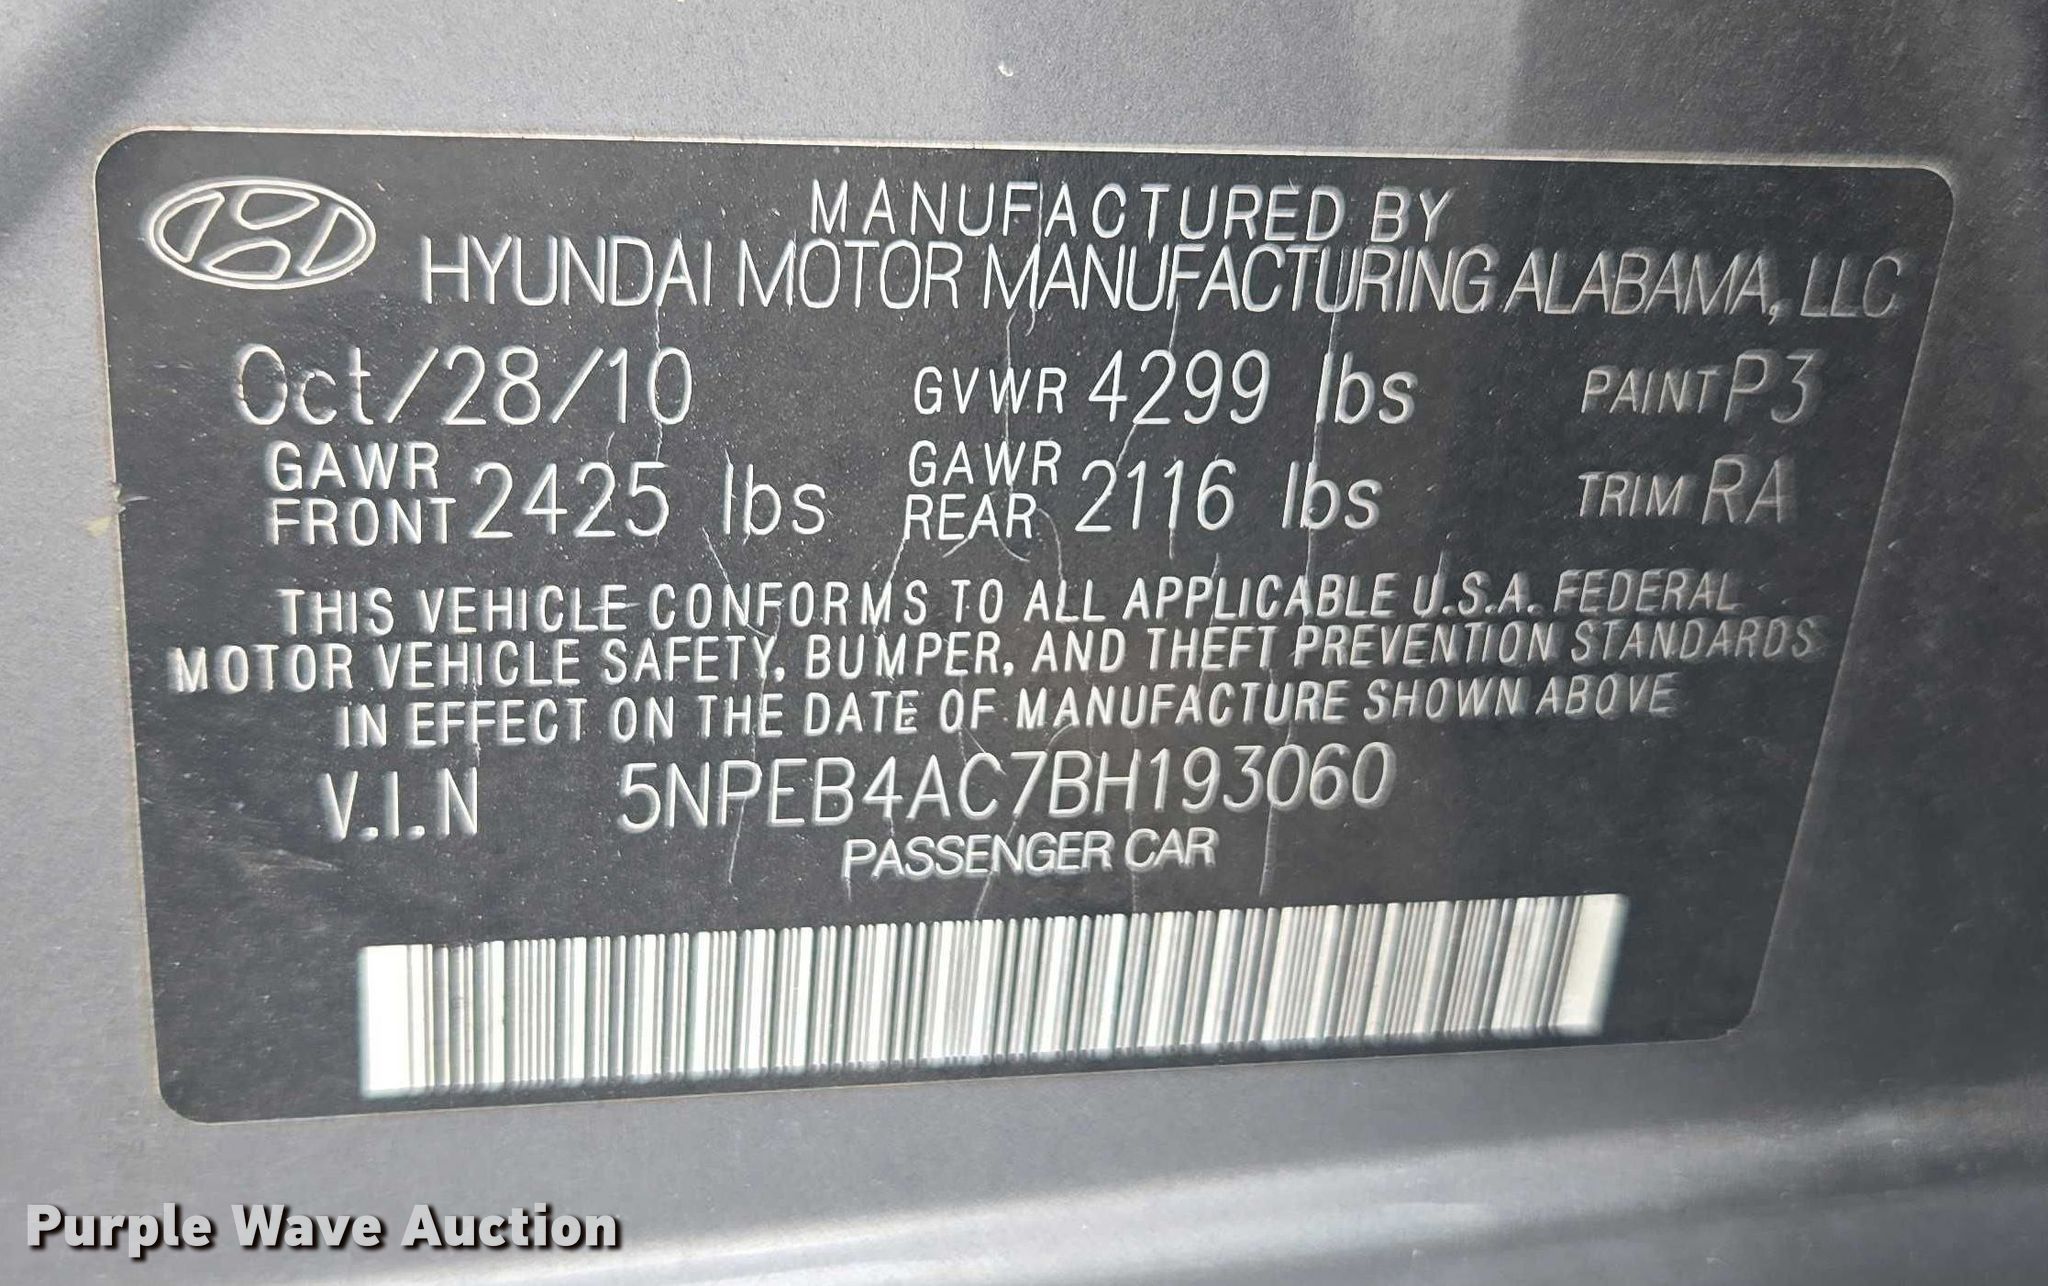 MANUFACTURED BY
HYUNDAI MOTOR MANUFACTURING ALABAMA, LLC
Oct/28/10 GVWR 4299 lbs PAINT P3
GAWR FRONT 2425 lbs GAWR REAR 2116 lbs TRIM RA
THIS VEHICLE CONFORMS TO ALL APPLICABLE U.S.A. FEDERAL
MOTOR VEHICLE SAFETY, BUMPER, AND THEFT PREVENTION STANDARDS
IN EFFECT ON THE DATE OF MANUFACTURE SHOWN ABOVE
V.I.N 5NPEB4AC7BH193060
PASSENGER CAR
Purple Wave Auction